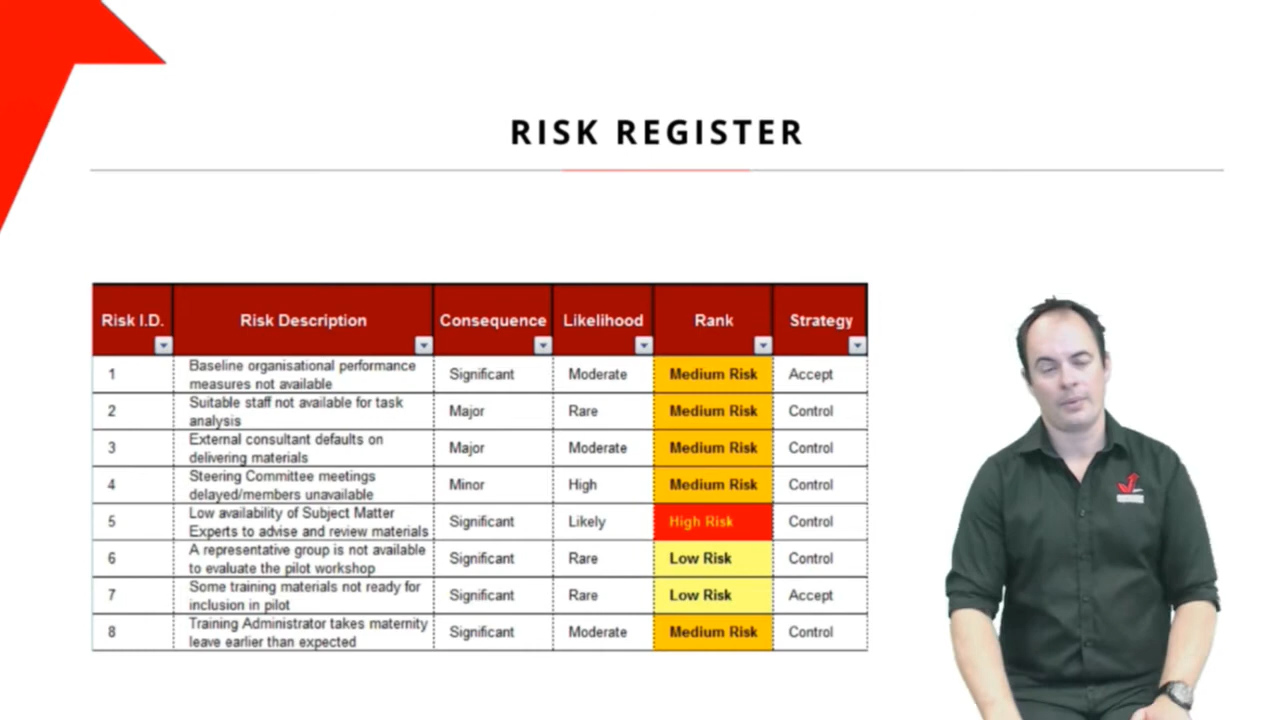 RISK REGISTER
Risk I.D. Risk Description Consequence Likelihood Rank Strategy
1 Baseline organisational performance measures not available Significant Moderate Medium Risk Accept
2 Suitable staff not available for task analysis Major Rare Medium Risk Control
3 External consultant defaults on delivering materials Major Moderate Medium Risk Control
4 Steering Committee meetings delayed/members unavailable Minor High Medium Risk Control
5 Low availability of Subject Matter Experts to advise and review materials Significant Likely High Risk Control
6 A representative group is not available to evaluate the pilot workshop Significant Rare Low Risk Control
7 Some training materials not ready for inclusion in pilot Significant Rare Low Risk Accept
8 Training Administrator takes maternity leave earlier than expected Significant Moderate Medium Risk Control